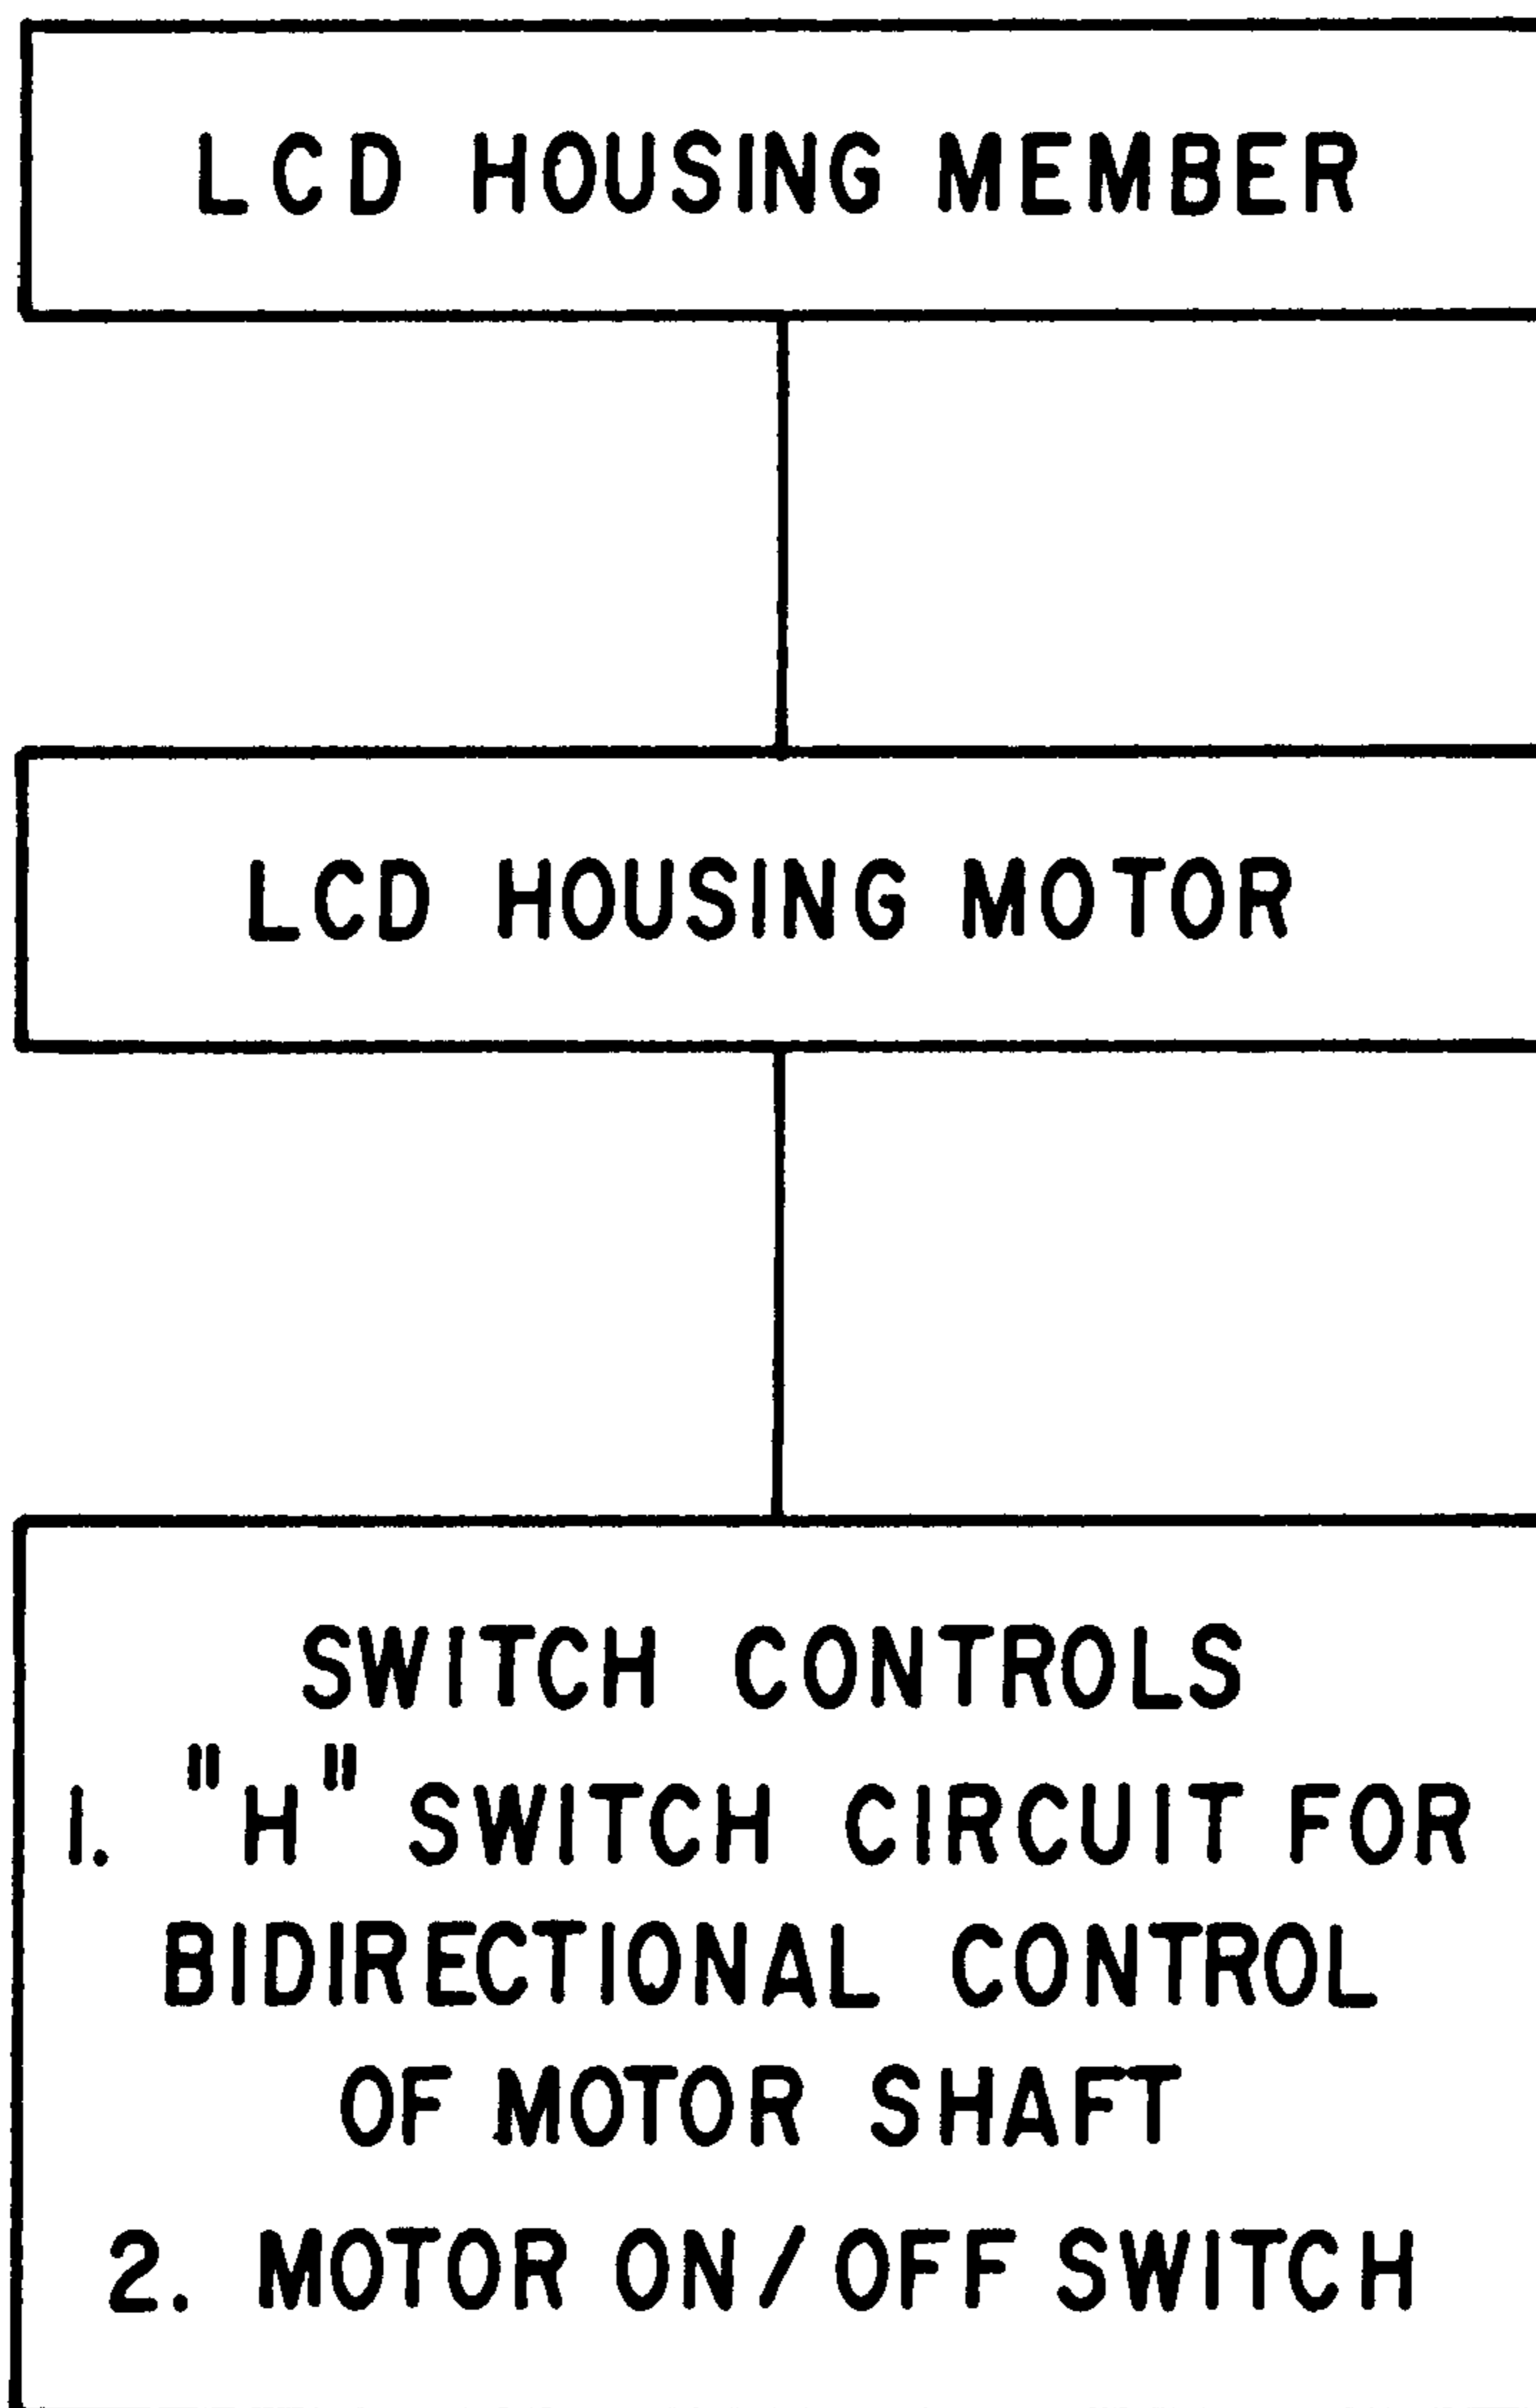 LCD HOUSING MEMBER
LCD HOUSING MOTOR
SWITCH CONTROLS
1. "H" SWITCH CIRCUIT FOR
BIDIRECTIONAL CONTROL
OF MOTOR SHAFT
2. MOTOR ON/OFF SWITCH